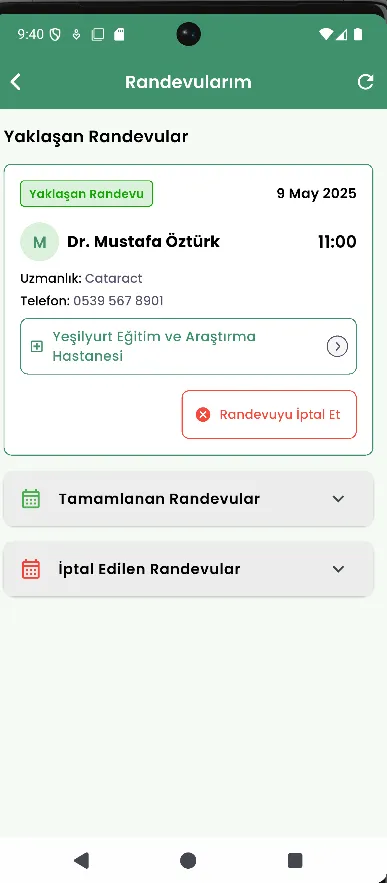 9:40
Randevularım
Yaklaşan Randevular
Yaklaşan Randevu
9 May 2025
M
Dr. Mustafa Öztürk
11:00
Uzmanlık: Cataract
Telefon: 0539 567 8901
Yeşilyurt Eğitim ve Araştırma
Hastanesi
Randevuyu İptal Et
Tamamlanan Randevular
İptal Edilen Randevular